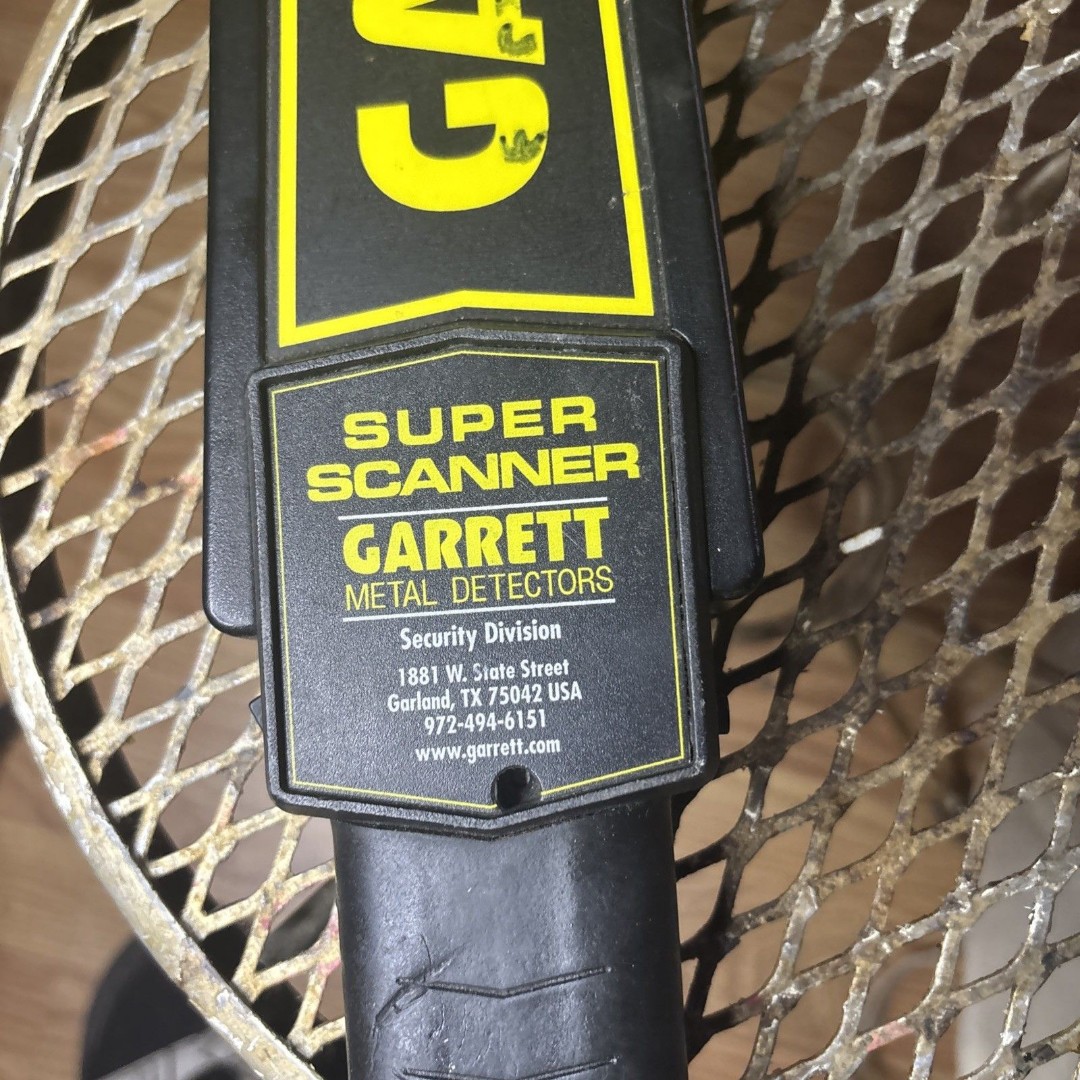 GA
SUPER
SCANNER
GARRETT
METAL DETECTORS
Security Division
1881 W. State Street
Garland, TX 75042 USA
972-494-6151
www.garrett.com